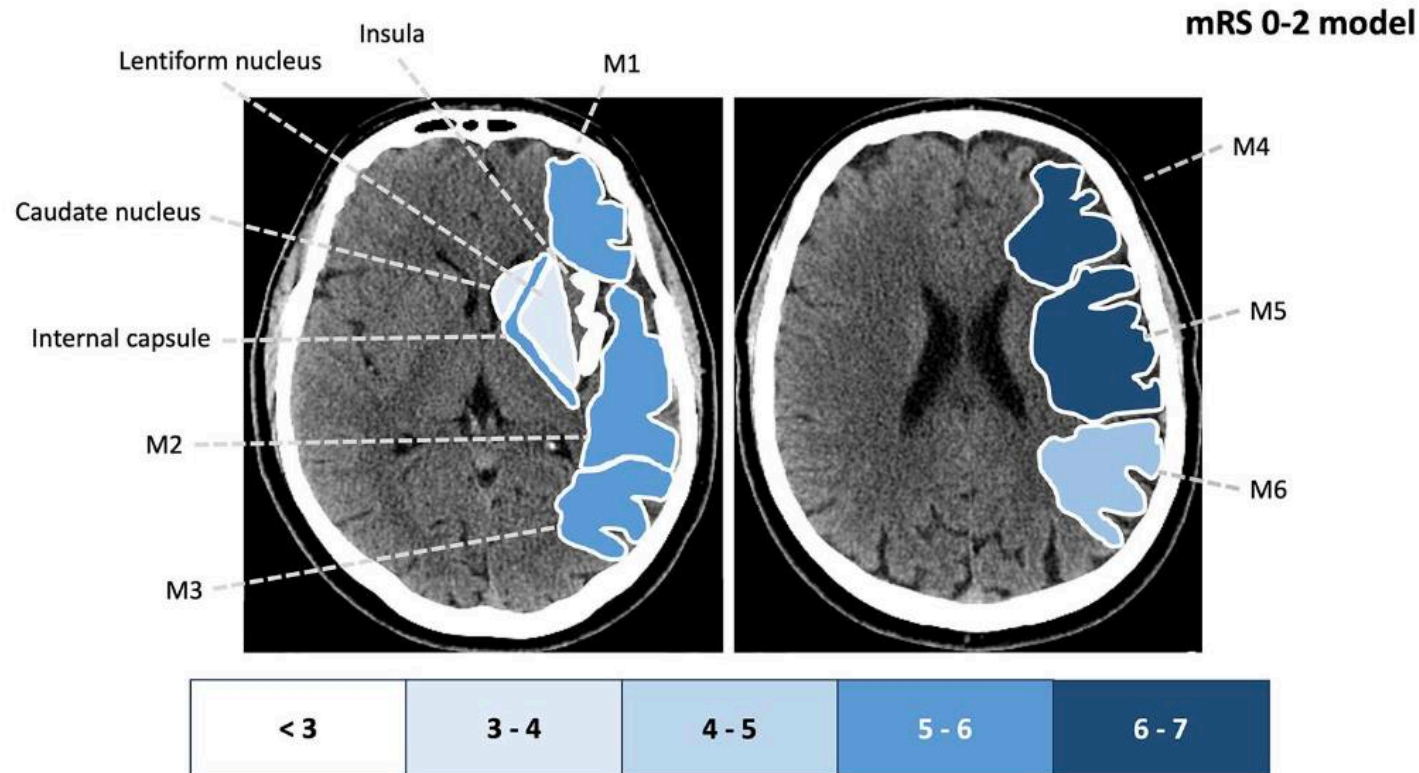 mRS 0-2 model
Insula
Lentiform nucleus
M1
M4
Caudate nucleus
M5
Internal capsule
M2
M6
M3
< 3
3 - 4
4 - 5
5 - 6
6 - 7